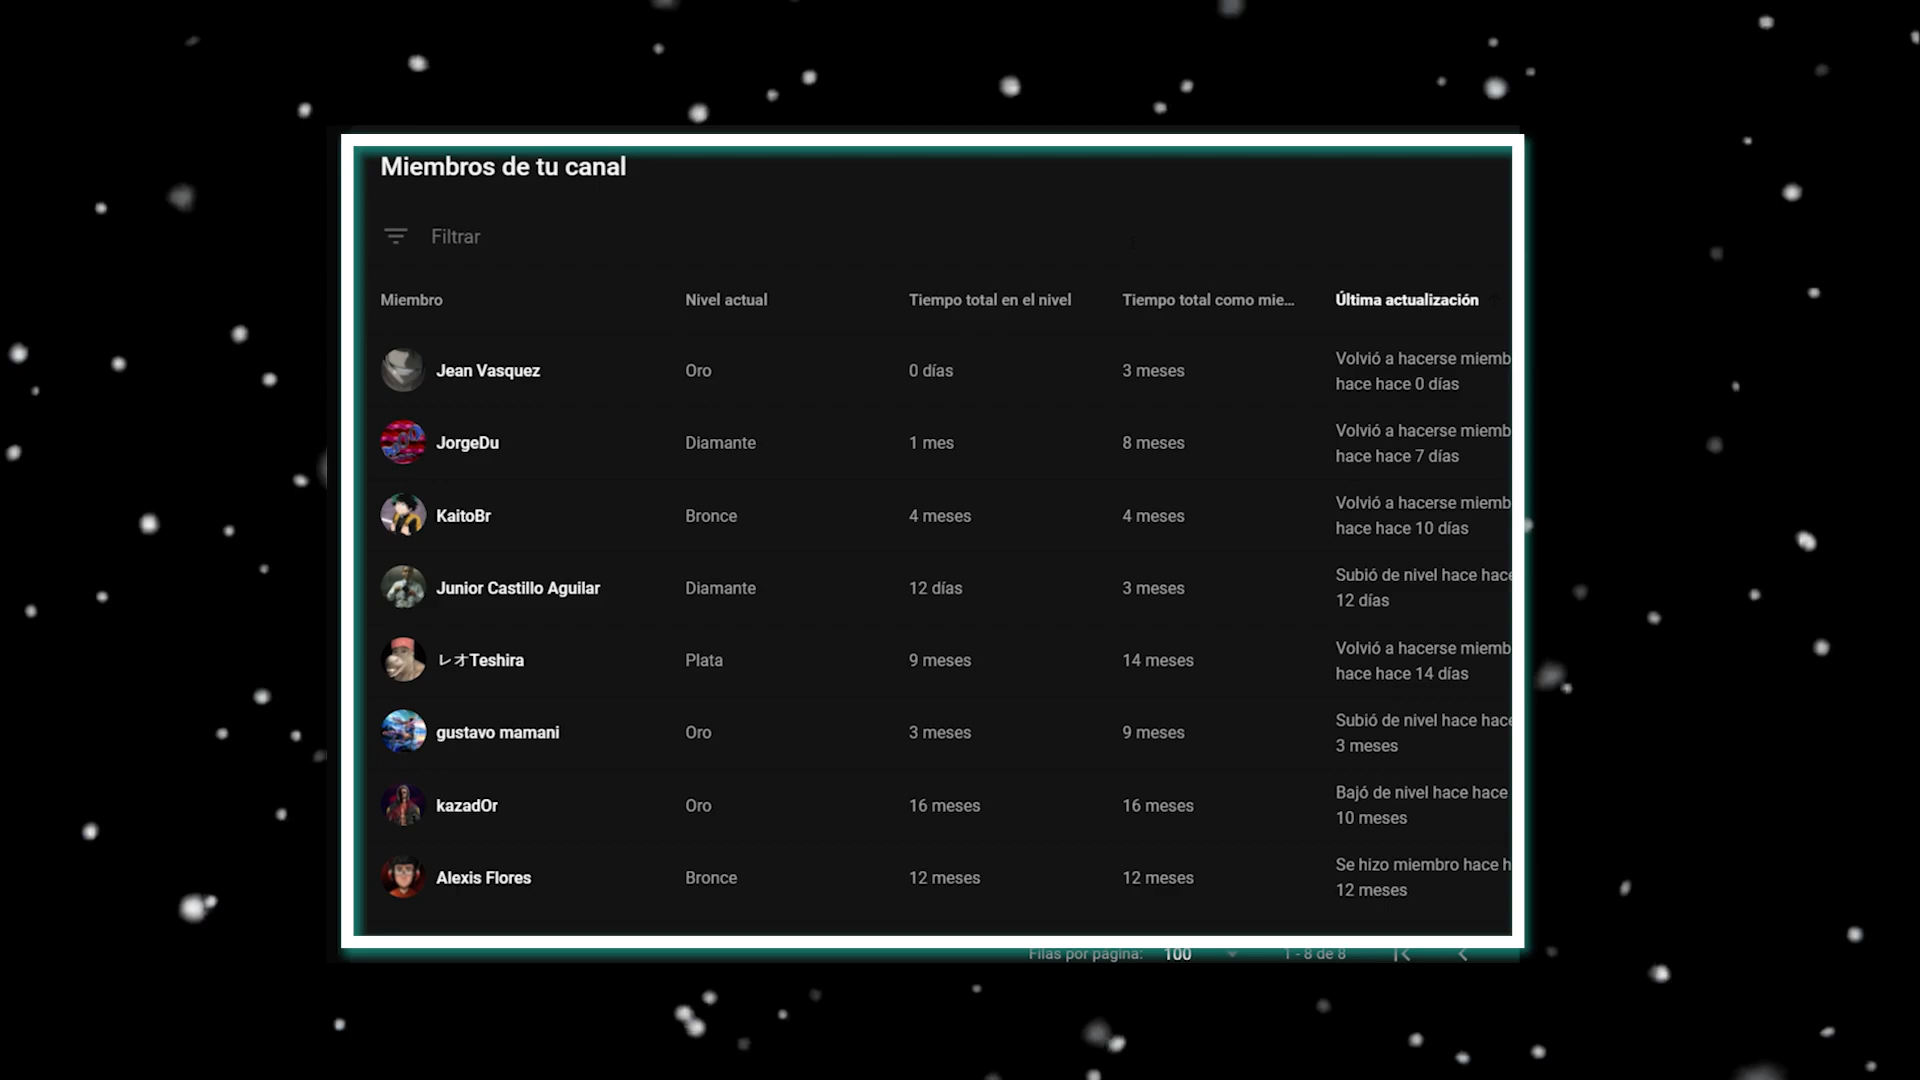 Miembros de tu canal
Filtrar
Miembro Nivel actual Tiempo total en el nivel Tiempo total como mie... Última actualización
Jean Vasquez Oro 0 días 3 meses Volvió a hacerse miemb
hace hace 0 días
JorgeDu Diamante 1 mes 8 meses Volvió a hacerse miemb
hace hace 7 días
KaitoBr Bronce 4 meses 4 meses Volvió a hacerse miemb
hace hace 10 días
Junior Castillo Aguilar Diamante 12 días 3 meses Subió de nivel hace hace
12 días
レオTeshira Plata 9 meses 14 meses Volvió a hacerse miemb
hace hace 14 días
gustavo mamani Oro 3 meses 9 meses Subió de nivel hace hace
3 meses
kazadOr Oro 16 meses 16 meses Bajó de nivel hace hace
10 meses
Alexis Flores Bronce 12 meses 12 meses Se hizo miembro hace h
12 meses
Filas por página: 100 1 - 8 de 8